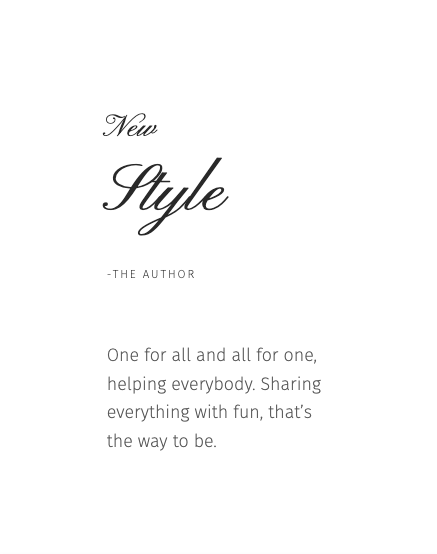 New
Style
-THE AUTHOR
One for all and all for one,
helping everybody. Sharing
everything with fun, that's
the way to be.